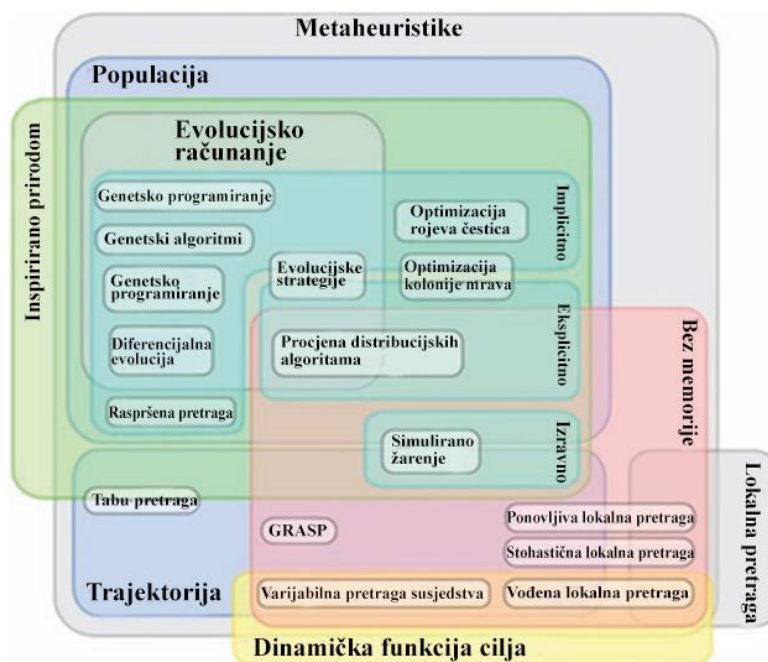 Metaheuristike
Populacija
Inspirirano prirodom
Evolucijsko
računanje
Genetsko programiranje
Implicitno
Optimizacija
rojeva čestica
Genetski algoritmi
Evolucijske
strategije
Optimizacija
kolonije mrava
Genetsko
programiranje
Eksplicitno
Bez memorije
Procjena distribucijskih
algoritama
Diferencijalna
evolucija
Raspršena pretraga
Izravno
Simulirano
žarenje
Lokalna pretraga
Tabu pretraga
GRASP
Ponovljiva lokalna pretraga
Stohastična lokalna pretraga
Trajektorija
Varijabilna pretraga susjedstva
Vođena lokalna pretraga
Dinamička funkcija cilja